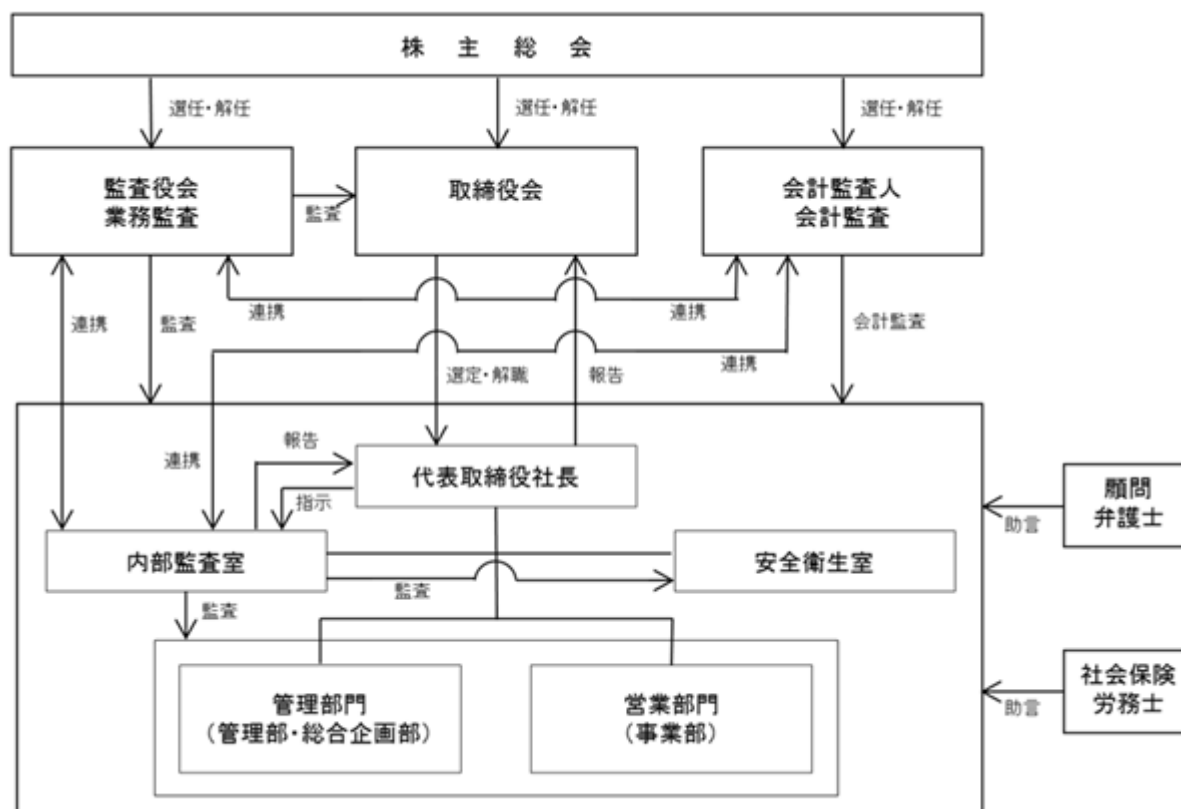 株 主 総 会
選任・解任
選任・解任
選任・解任
監査役会
業務監査
監査
取締役会
会計監査人
会計監査
連携
監査
連携
連携
会計監査
選定・解職
報告
連携
報告
連携
代表取締役社長
指示
内部監査室
監査
安全衛生室
監査
管理部門
(管理部・総合企画部)
営業部門
(事業部)
顧問
弁護士
助言
社会保険
労務士
助言